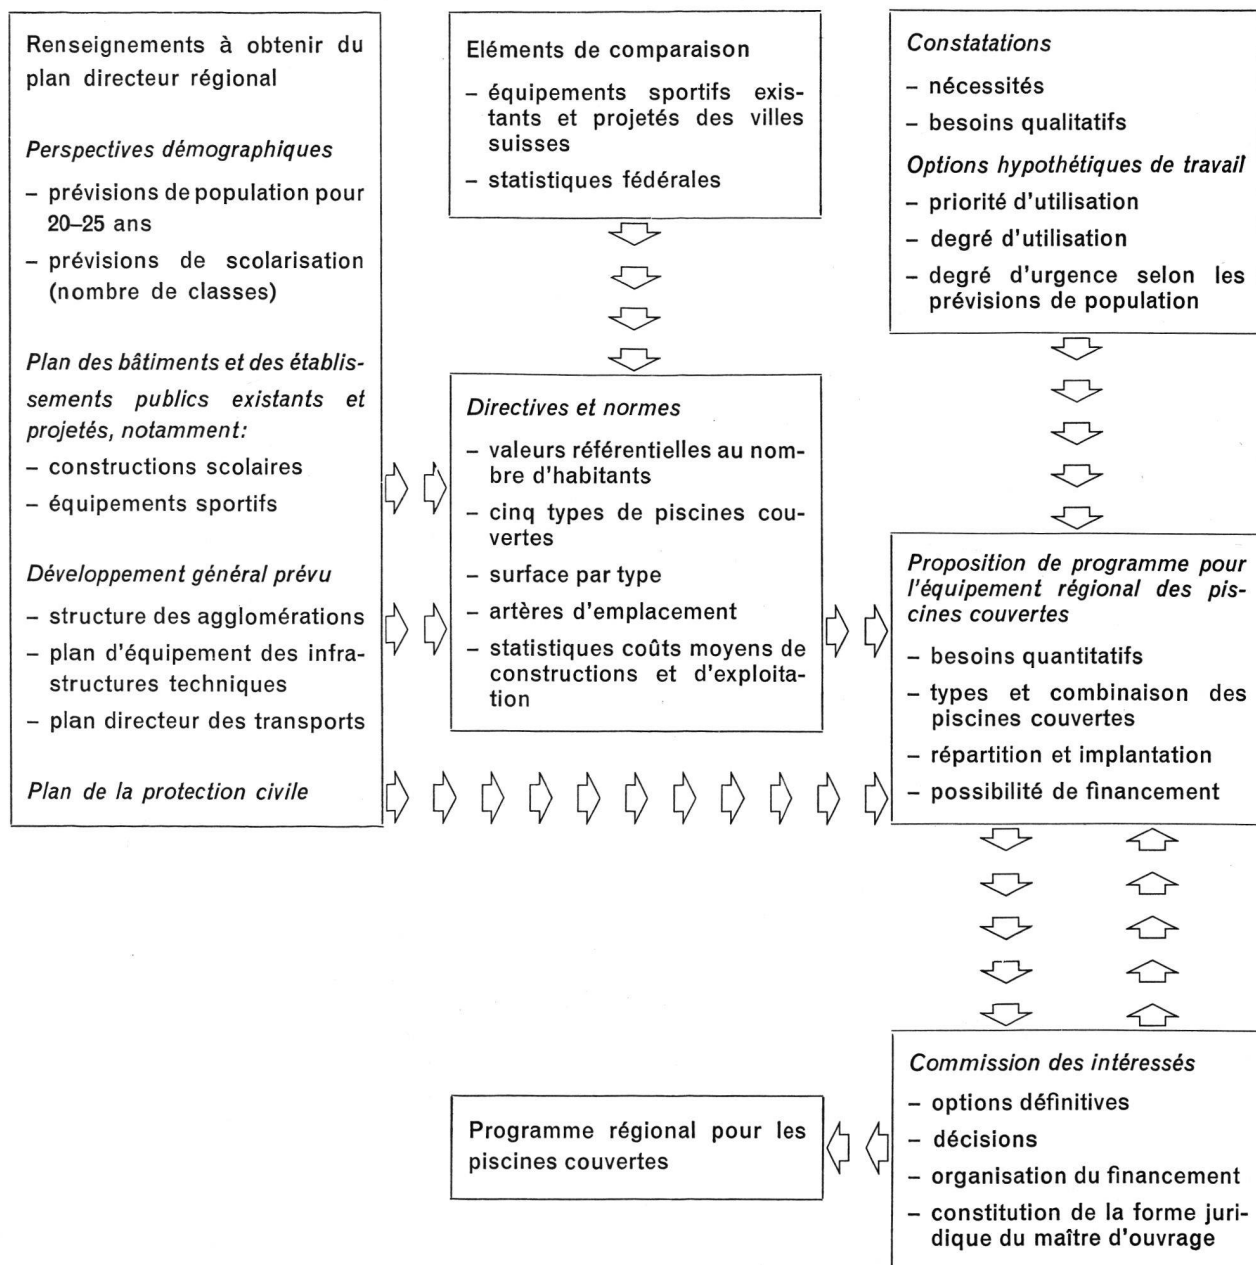 Renseignements à obtenir du
plan directeur régional
Perspectives démographiques
– prévisions de population pour
20–25 ans
– prévisions de scolarisation
(nombre de classes)
Plan des bâtiments et des établis-
sements publics existants et
projetés, notamment:
– constructions scolaires
– équipements sportifs
Développement général prévu
– structure des agglomérations
– plan d'équipement des infra-
structures techniques
– plan directeur des transports
Plan de la protection civile
Eléments de comparaison
– équipements sportifs exis-
tants et projetés des villes
suisses
– statistiques fédérales
Directives et normes
– valeurs référentielles au nom-
bre d'habitants
– cinq types de piscines cou-
vertes
– surface par type
– artères d'emplacement
– statistiques coûts moyens de
constructions et d'exploita-
tion
Constatations
– nécessités
– besoins qualitatifs
Options hypothétiques de travail
– priorité d'utilisation
– degré d'utilisation
– degré d'urgence selon les
prévisions de population
Proposition de programme pour
l'équipement régional des pis-
cines couvertes
– besoins quantitatifs
– types et combinaison des
piscines couvertes
– répartition et implantation
– possibilité de financement
Commission des intéressés
– options définitives
– décisions
– organisation du financement
– constitution de la forme juri-
dique du maître d'ouvrage
Programme régional pour les
piscines couvertes